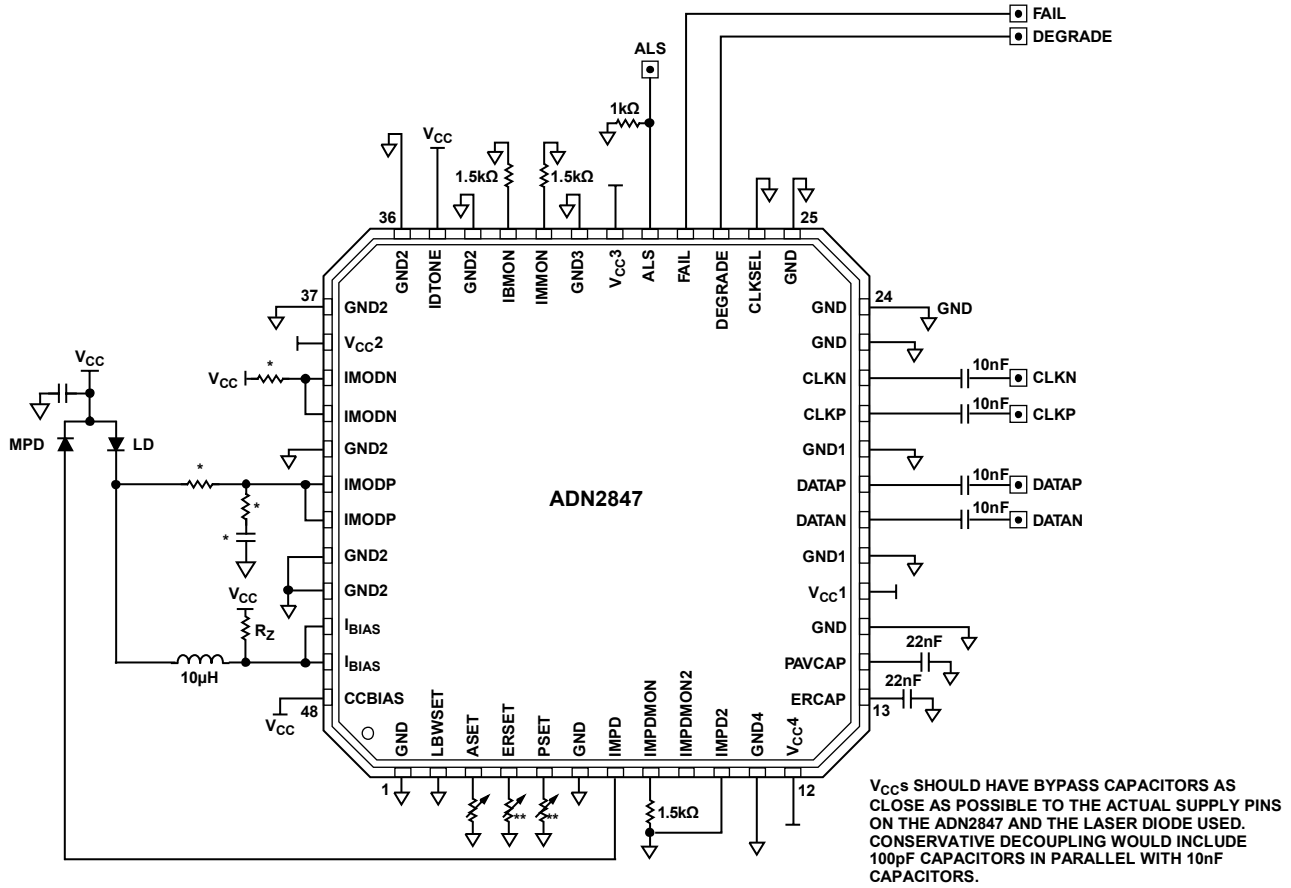 FAIL
DEGRADE
ALS
1kΩ
VCC
1.5kΩ
1.5kΩ
36
25
GND2
IDTONE
GND2
IBMON
IMMON
GND3
VCC3
ALS
FAIL
DEGRADE
CLKSEL
GND
37
GND2
VCC2
VCC
*
IMODN
IMODN
GND2
VCC
MPD
LD
*
IMODP
*
IMODP
*
GND2
GND2
VCC
RZ
IBIAS
IBIAS
10µH
CCBIAS
48
VCC
ADN2847
24
GND
GND
GND
CLKN
10nF
CLKN
CLKP
10nF
CLKP
GND1
DATAP
10nF
DATAP
DATAN
10nF
DATAN
GND1
VCC1
GND
22nF
PAVCAP
22nF
ERCAP
13
GND
LBWSET
ASET
ERSET
PSET
GND
IMPD
IMPDMON
IMPDMON2
IMPD2
GND4
VCC4
1
12
**
**
1.5kΩ
VCCs SHOULD HAVE BYPASS CAPACITORS AS
CLOSE AS POSSIBLE TO THE ACTUAL SUPPLY PINS
ON THE ADN2847 AND THE LASER DIODE USED.
CONSERVATIVE DECOUPLING WOULD INCLUDE
100pF CAPACITORS IN PARALLEL WITH 10nF
CAPACITORS.